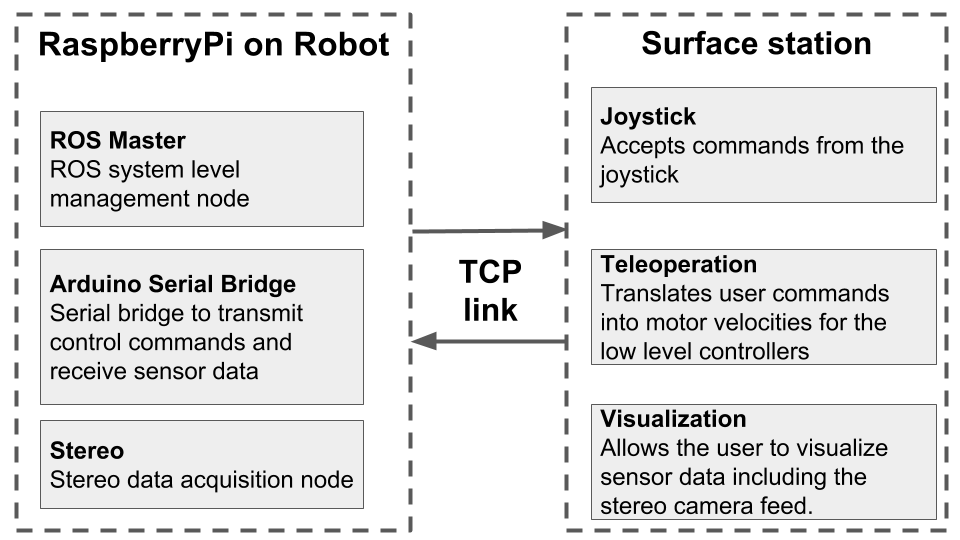 RaspberryPi on Robot
ROS Master
ROS system level
management node
Arduino Serial Bridge
Serial bridge to transmit
control commands and
receive sensor data
Stereo
Stereo data acquisition node
TCP
link
Surface station
Joystick
Accepts commands from the
joystick
Teleoperation
Translates user commands
into motor velocities for the
low level controllers
Visualization
Allows the user to visualize
sensor data including the
stereo camera feed.